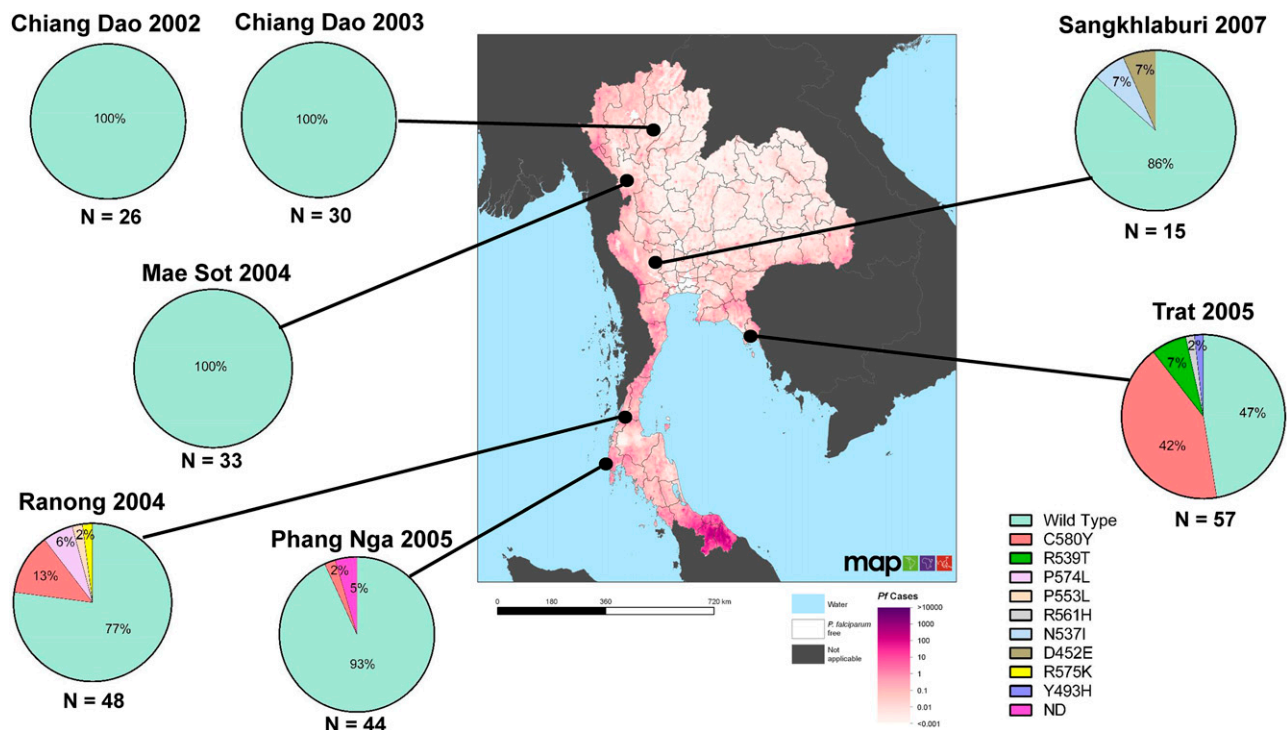 Chiang Dao 2002
100%
N = 26
Chiang Dao 2003
100%
N = 30
Sangkhlaburi 2007
7%
7%
86%
N = 15
Mae Sot 2004
100%
N = 33
Trat 2005
2%
7%
47%
42%
N = 57
Ranong 2004
6%
2%
13%
77%
N = 48
Phang Nga 2005
2%
5%
93%
N = 44
map
0 180 360 720 km
Water
P. falciparum
free
Not
applicable
Pf Cases
>10000
1000
100
10
1
0.1
0.01
<0.001
Wild Type
C580Y
R539T
P574L
P553L
R561H
N537I
D452E
R575K
Y493H
ND